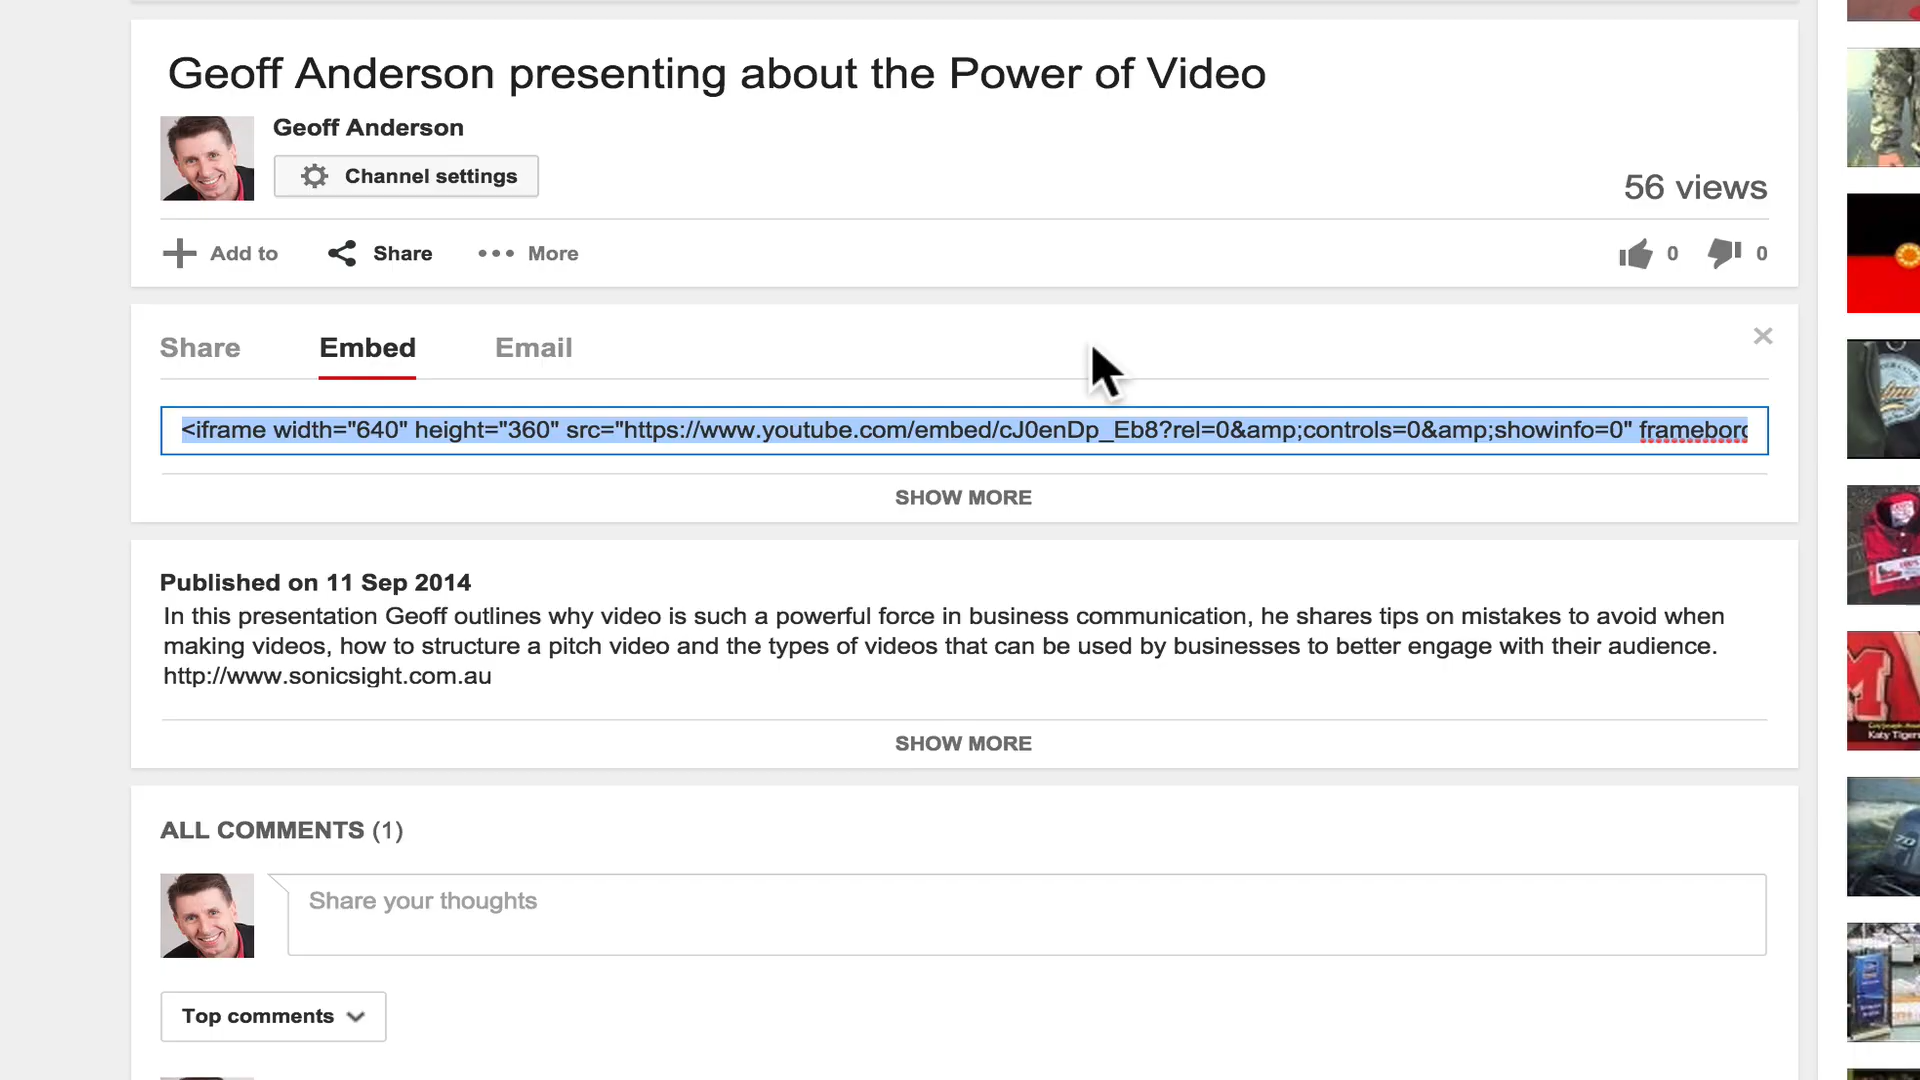 Geoff Anderson presenting about the Power of Video
Geoff Anderson
Channel settings
56 views
Add to
Share
More
0
0
Share
Embed
Email
<iframe width="640" height="360" src="https://www.youtube.com/embed/cJ0enDp_Eb8?rel=0&amp;controls=0&amp;showinfo=0" framebord
SHOW MORE
Published on 11 Sep 2014
In this presentation Geoff outlines why video is such a powerful force in business communication, he shares tips on mistakes to avoid when
making videos, how to structure a pitch video and the types of videos that can be used by businesses to better engage with their audience.
http://www.sonicsight.com.au
SHOW MORE
ALL COMMENTS (1)
Share your thoughts
Top comments
M
Katy Tigers
70